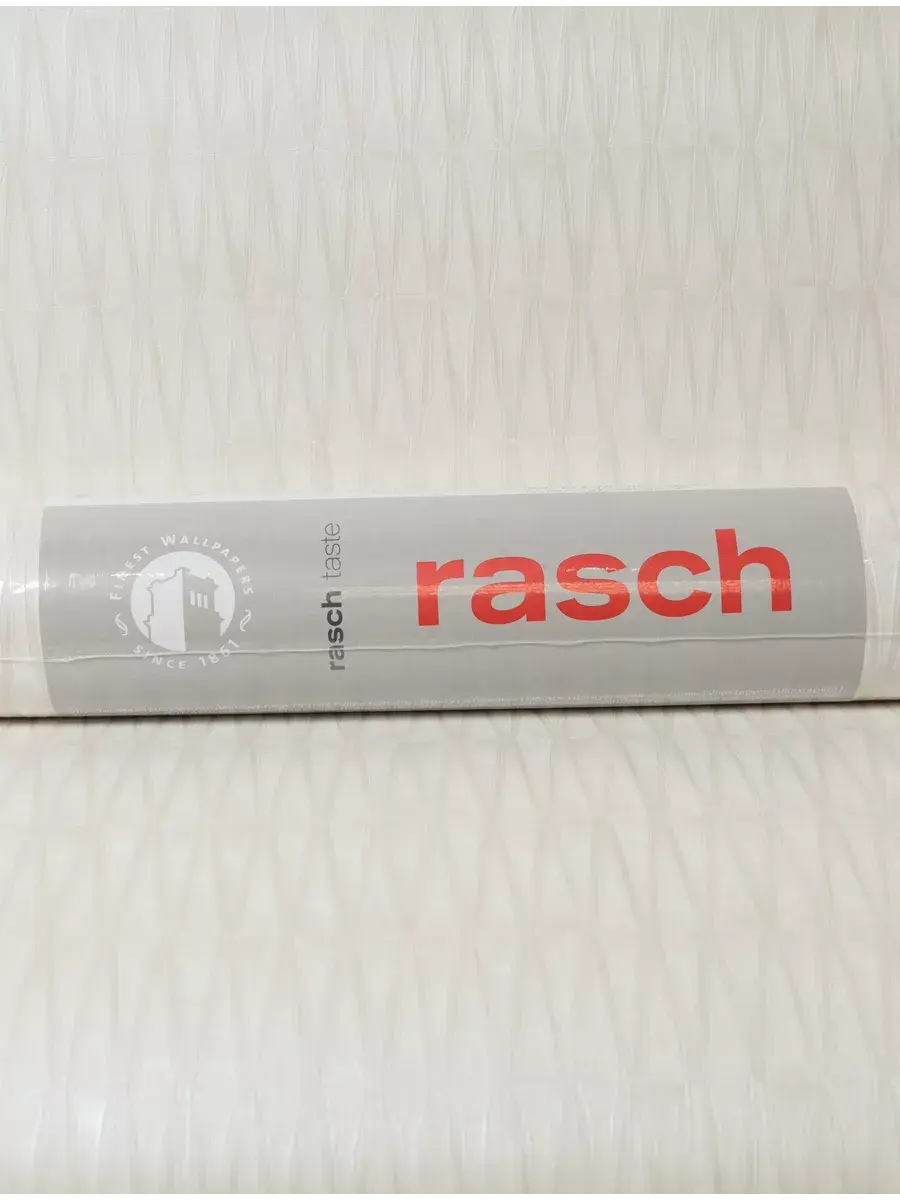 FINEST WALLPAPERS
SINCE 1861
rasch taste
rasch